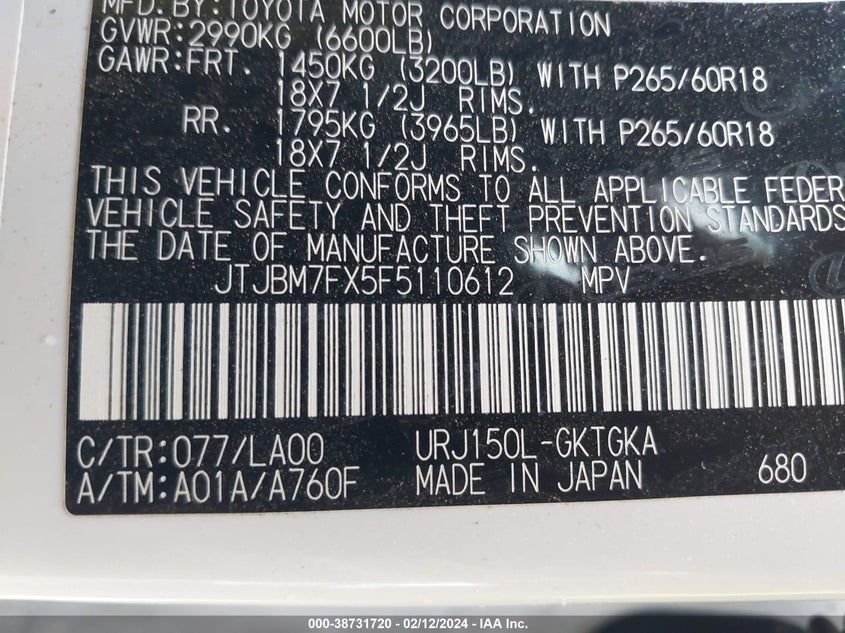 MFD. BY: TOYOTA MOTOR CORPORATION
GVWR: 2990KG (6600LB)
GAWR: FRT. 1450KG (3200LB) WITH P265/60R18
18X7 1/2J RIMS.
RR. 1795KG (3965LB) WITH P265/60R18
18X7 1/2J RIMS.
THIS VEHICLE CONFORMS TO ALL APPLICABLE FEDER
VEHICLE SAFETY AND THEFT PREVENTION STANDARDS
THE DATE OF MANUFACTURE SHOWN ABOVE.
JTJBM7FX5F5110612 MPV
C/TR: 077/LA00 URJ150L-GKTGKA
A/TM: A01A/A760F MADE IN JAPAN 680
000-38731720 — 02/12/2024 — IAA Inc.